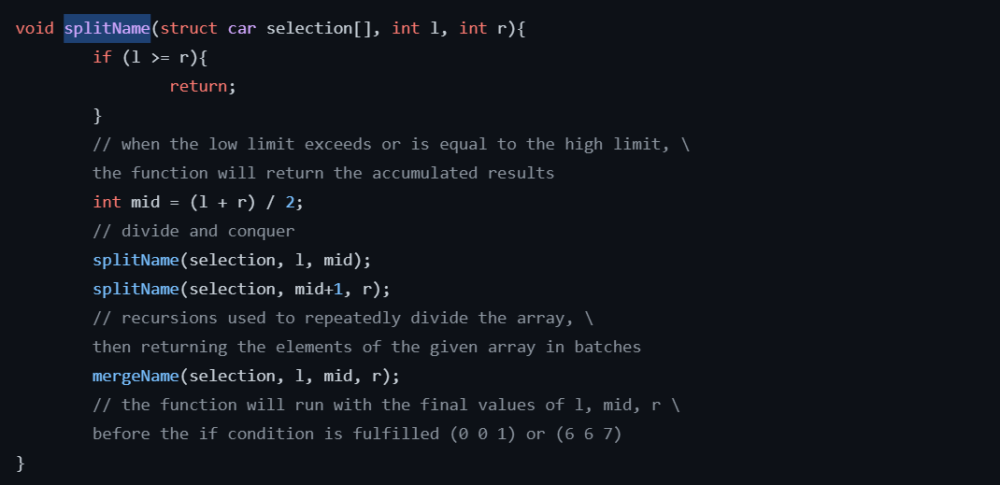 void splitName(struct car selection[], int l, int r){
if (l >= r){
return;
}
// when the low limit exceeds or is equal to the high limit, \
the function will return the accumulated results
int mid = (l + r) / 2;
// divide and conquer
splitName(selection, l, mid);
splitName(selection, mid+1, r);
// recursions used to repeatedly divide the array, \
then returning the elements of the given array in batches
mergeName(selection, l, mid, r);
// the function will run with the final values of l, mid, r \
before the if condition is fulfilled (0 0 1) or (6 6 7)
}